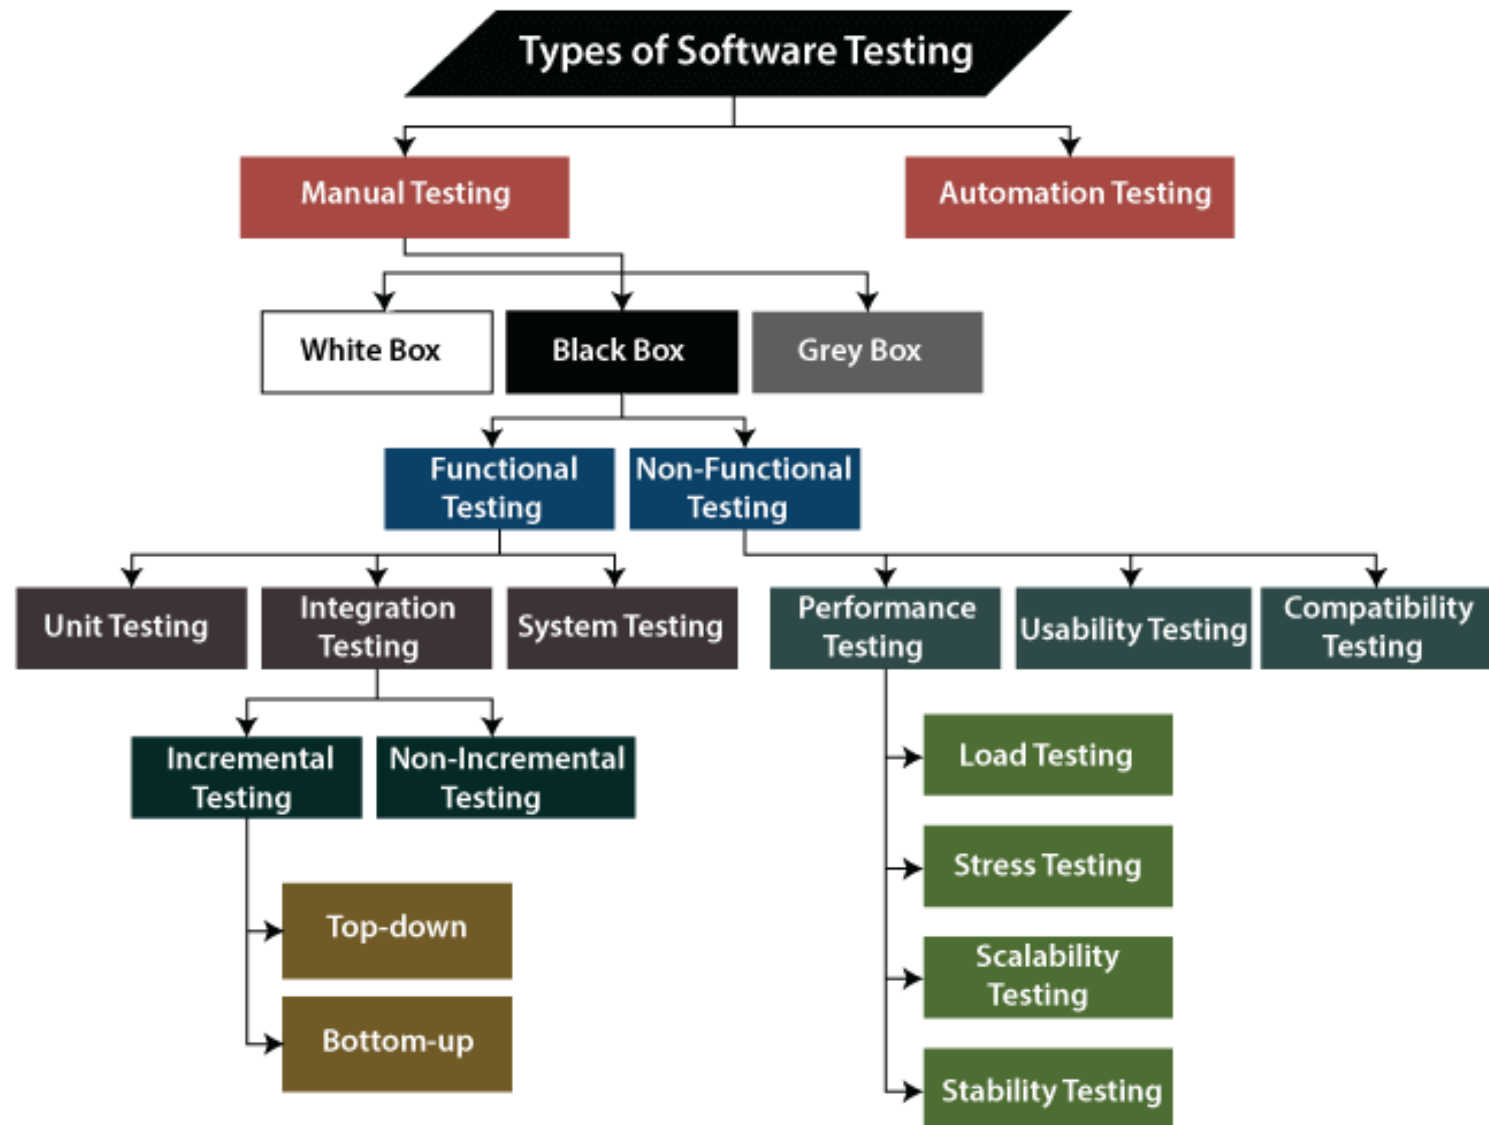 Types of Software Testing
Manual Testing
Automation Testing
White Box
Black Box
Grey Box
Functional
Testing
Non-Functional
Testing
Unit Testing
Integration
Testing
System Testing
Performance
Testing
Usability Testing
Compatibility
Testing
Incremental
Testing
Non-Incremental
Testing
Top-down
Bottom-up
Load Testing
Stress Testing
Scalability
Testing
Stability Testing